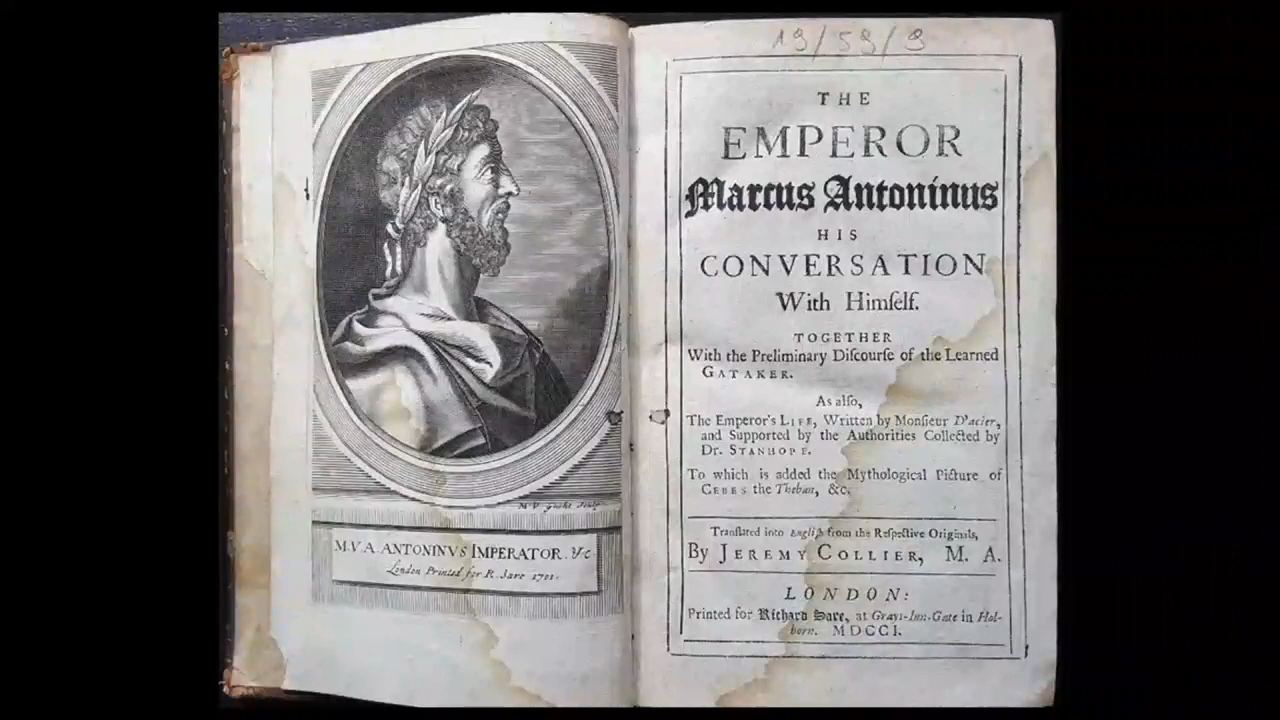 M.V. Gucht Sculp
M.V.A. ANTONINVS IMPERATOR. &c
London Printed for R. Sare 1701.
19/59/9
THE
EMPEROR
Marcus Antoninus
HIS
CONVERSATION
With Himſelf.
TOGETHER
With the Preliminary Diſcourſe of the Learned
GATAKER.
As alſo,
The Emperor's LIFE, Written by Monſieur D'acier,
and Supported by the Authorities Collected by
Dr. STANHOPE.
To which is added the Mythological Picture of
CEBES the Theban, &c.
Tranſlated into Engliſh from the Reſpective Originals,
By JEREMY COLLIER, M. A.
LONDON:
Printed for Richard Sare, at Grays-Inn-Gate in Hol-
born. MDCCI.